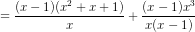 = \frac{(x-1)(x^2+x+1)}{x} + \frac{(x-1)x^3}{x(x-1)}